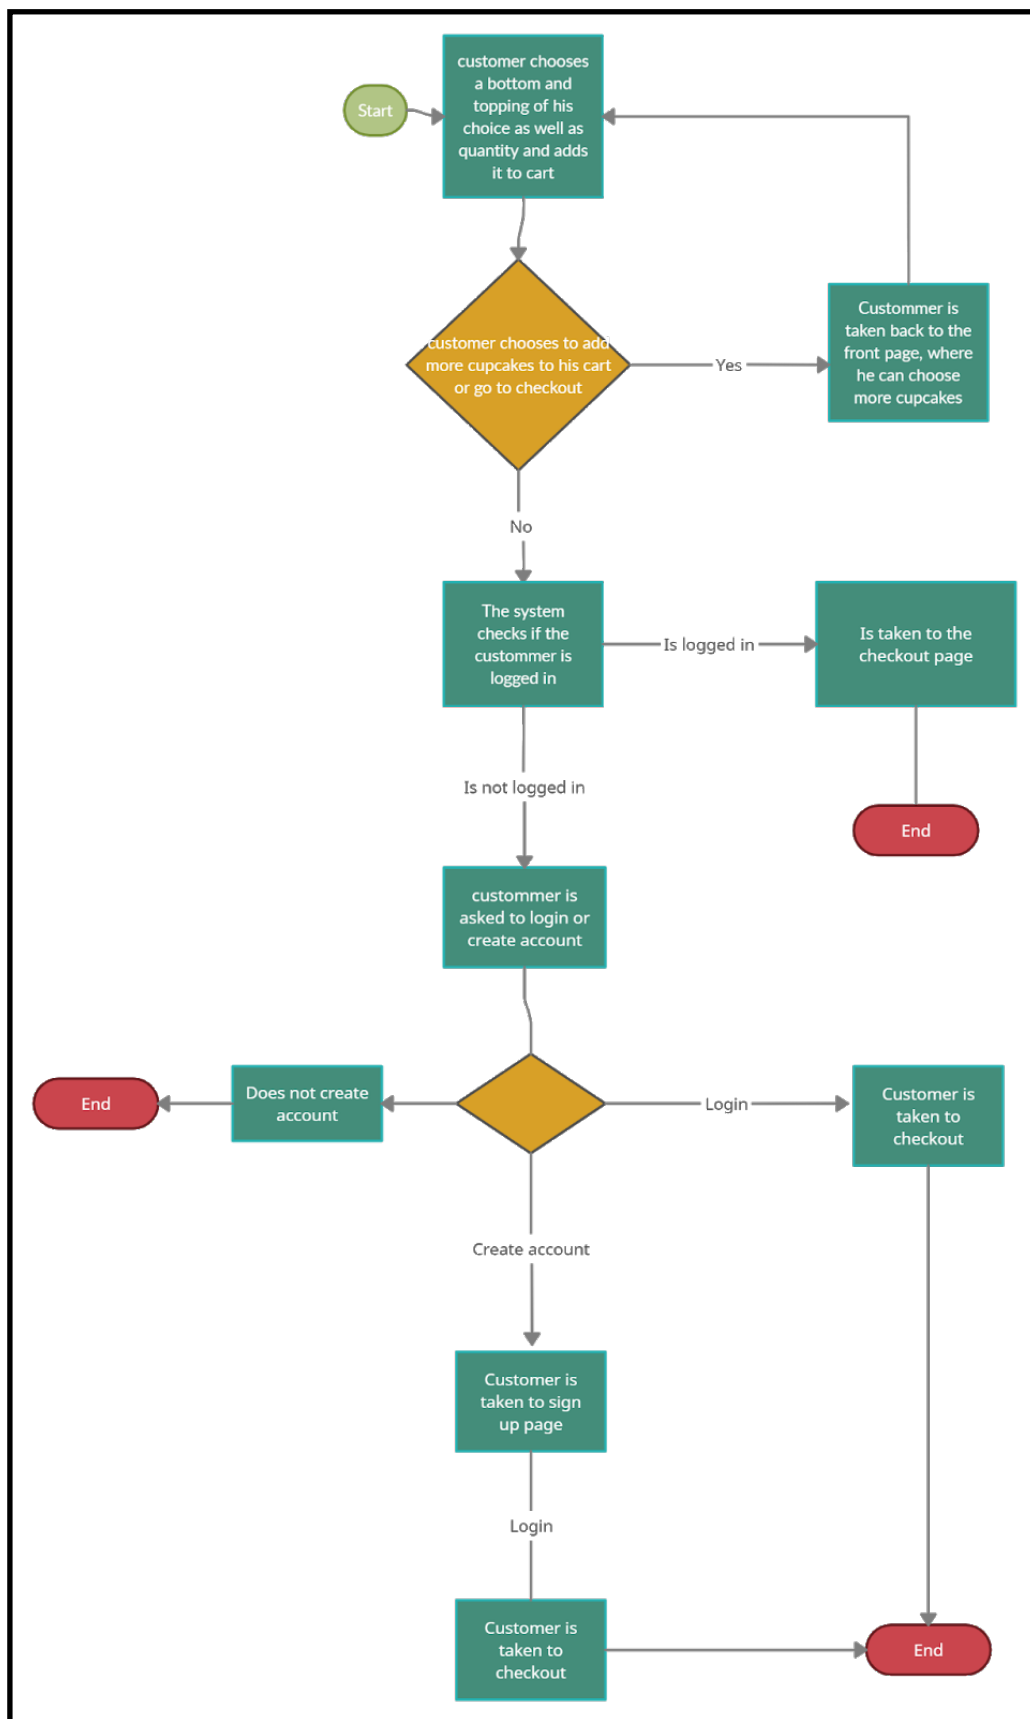 customer chooses
a bottom and
topping of his
choice as well as
quantity and adds
it to cart
Start
customer chooses to add
more cupcakes to his cart
or go to checkout
Yes
Custommer is
taken back to the
front page, where
he can choose
more cupcakes
No
The system
checks if the
custommer is
logged in
Is logged in
Is taken to the
checkout page
Is not logged in
End
custommer is
asked to login or
create account
End
Does not create
account
Login
Customer is
taken to
checkout
Create account
Customer is
taken to sign
up page
Login
Customer is
taken to
checkout
End